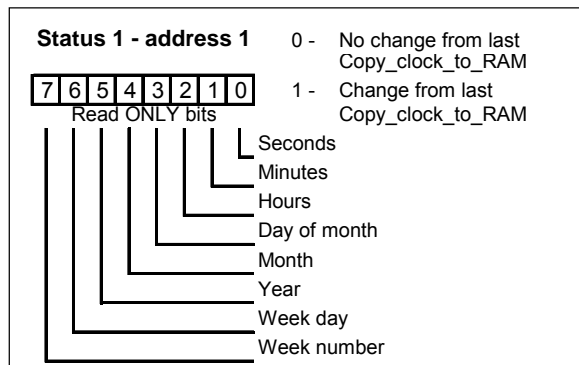 Status 1 - address 1
0 - No change from last
Copy_clock_to_RAM
7 6 5 4 3 2 1 0
1 - Change from last
Copy_clock_to_RAM
Read ONLY bits
Seconds
Minutes
Hours
Day of month
Month
Year
Week day
Week number